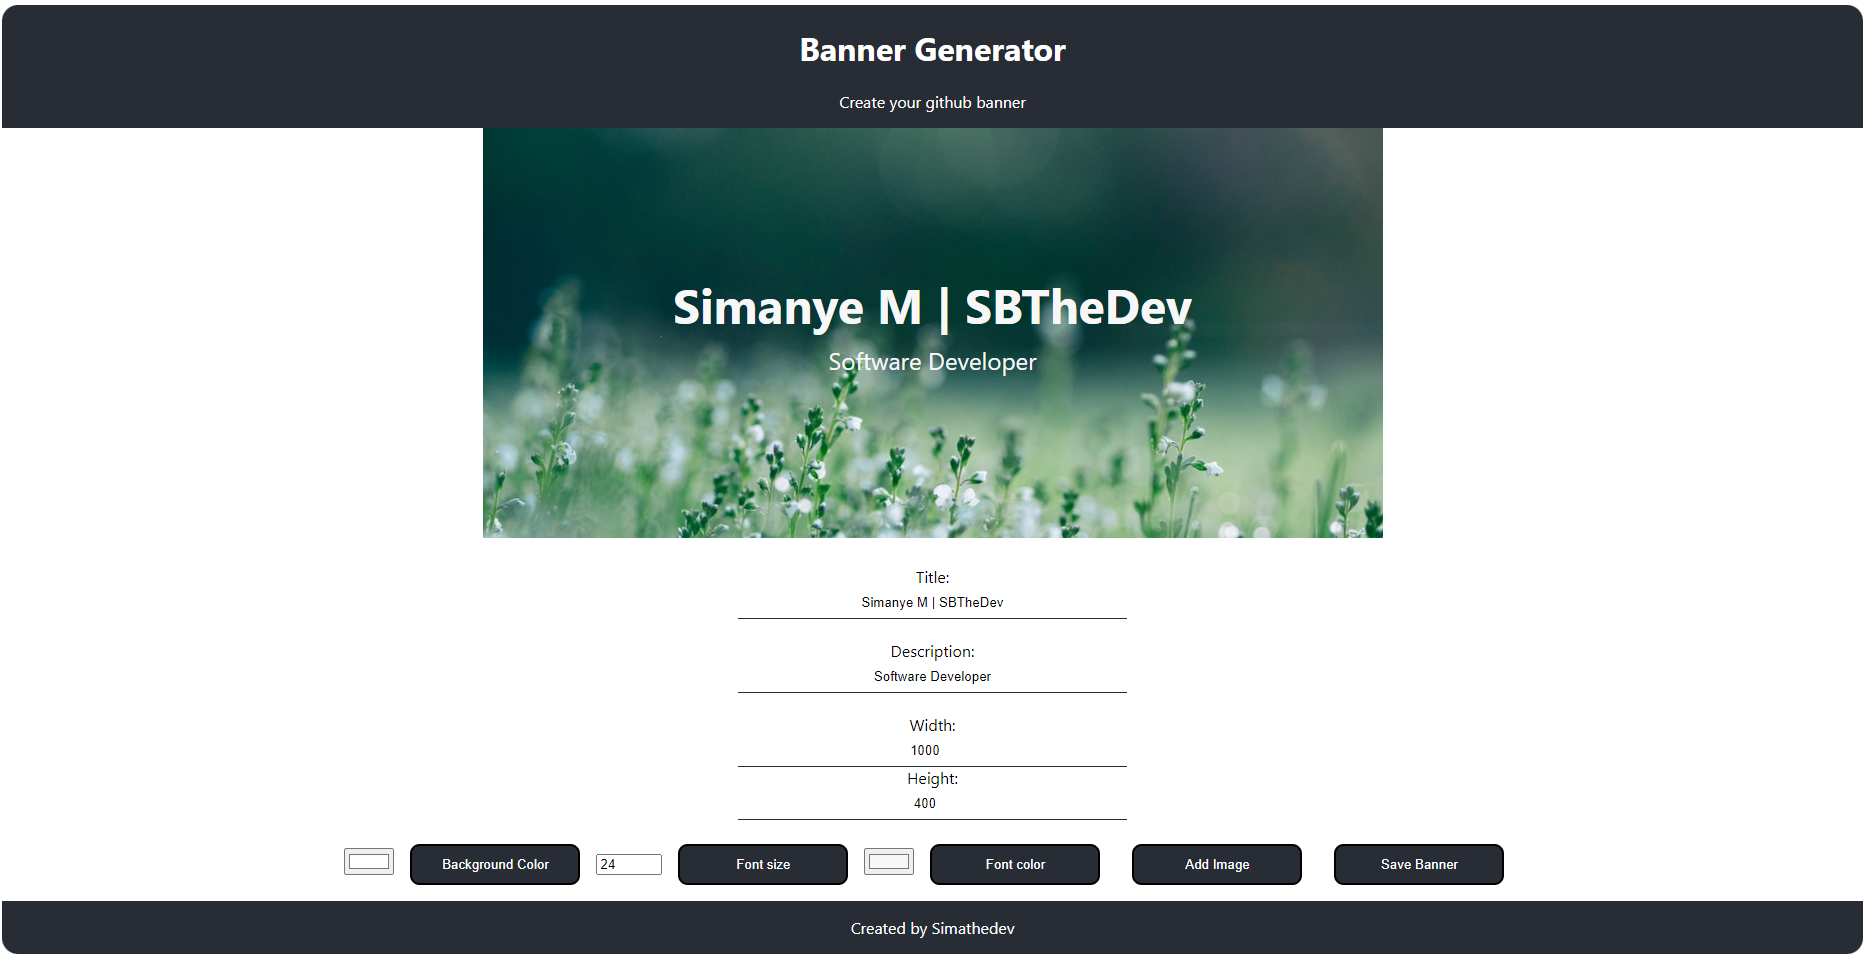 Banner Generator
Create your github banner
Simanye M | SBTheDev
Software Developer
Title:
Simanye M | SBTheDev
Description:
Software Developer
Width:
1000
Height:
400
Background Color 24 Font size Font color Add Image Save Banner
Created by Simathedev